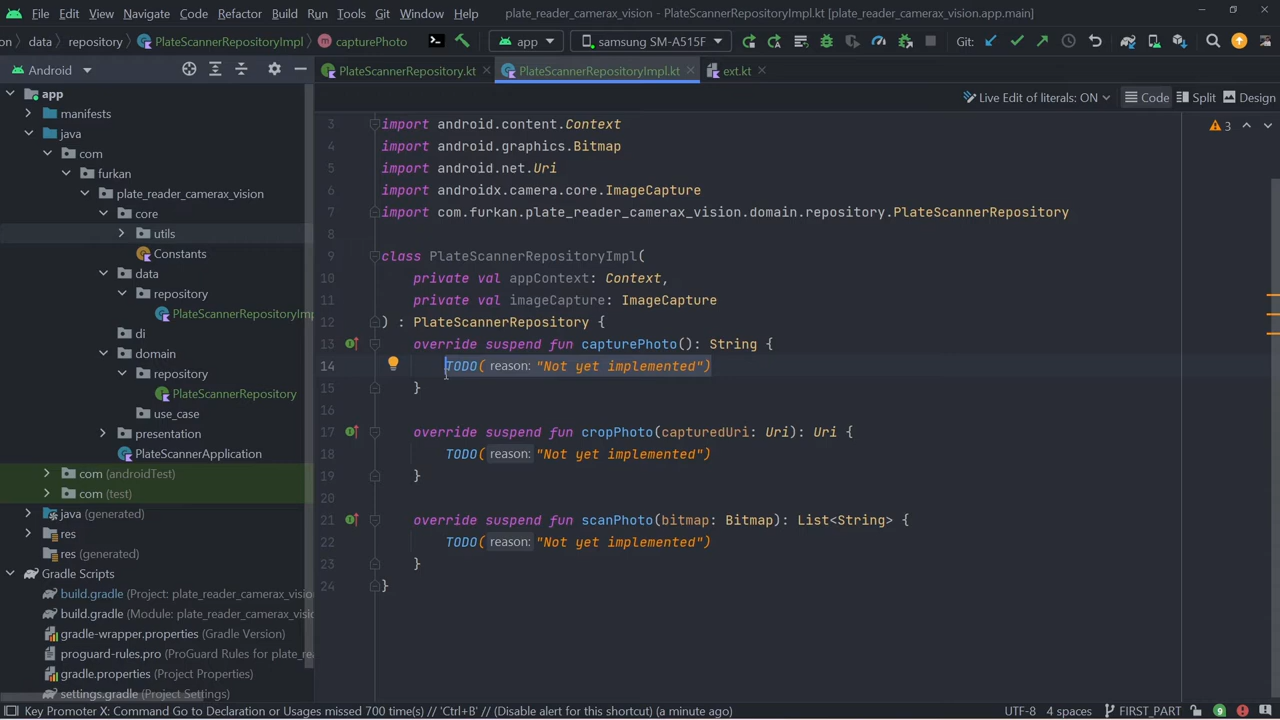 File Edit View Navigate Code Refactor Build Run Tools Git Window Help plate_reader_camerax_vision - PlateScannerRepositoryImpl.kt [plate_reader_camerax_vision.app.main]
on data repository PlateScannerRepositoryImpl capturePhoto app samsung SM-A515F Git:
Android PlateScannerRepository.kt PlateScannerRepositoryImpl.kt ext.kt
Live Edit of literals: ON Code Split Design
app
manifests
java
com
furkan
plate_reader_camerax_vision
core
utils
Constants
data
repository
PlateScannerRepositoryImp
di
domain
repository
PlateScannerRepository
use_case
presentation
PlateScannerApplication
com (androidTest)
com (test)
java (generated)
res
res (generated)
Gradle Scripts
build.gradle (Project: plate_reader_camerax_visio
build.gradle (Module: plate_reader_camerax_visi
gradle-wrapper.properties (Gradle Version)
proguard-rules.pro (ProGuard Rules for plate_rea
gradle.properties (Project Properties)
settings.gradle (Project Settings)
3
3 import android.content.Context
4 import android.graphics.Bitmap
5 import android.net.Uri
6 import androidx.camera.core.ImageCapture
7 import com.furkan.plate_reader_camerax_vision.domain.repository.PlateScannerRepository
8
9 class PlateScannerRepositoryImpl(
10 private val appContext: Context,
11 private val imageCapture: ImageCapture
12 ) : PlateScannerRepository {
13 override suspend fun capturePhoto(): String {
14 TODO( reason: "Not yet implemented")
15 }
16
17 override suspend fun cropPhoto(capturedUri: Uri): Uri {
18 TODO( reason: "Not yet implemented")
19 }
20
21 override suspend fun scanPhoto(bitmap: Bitmap): List<String> {
22 TODO( reason: "Not yet implemented")
23 }
24 }
Key Promoter X: Command Go to Declaration or Usages missed 700 time(s) // 'Ctrl+B' // (Disable alert for this shortcut) (a minute ago) UTF-8 4 spaces FIRST_PART 9